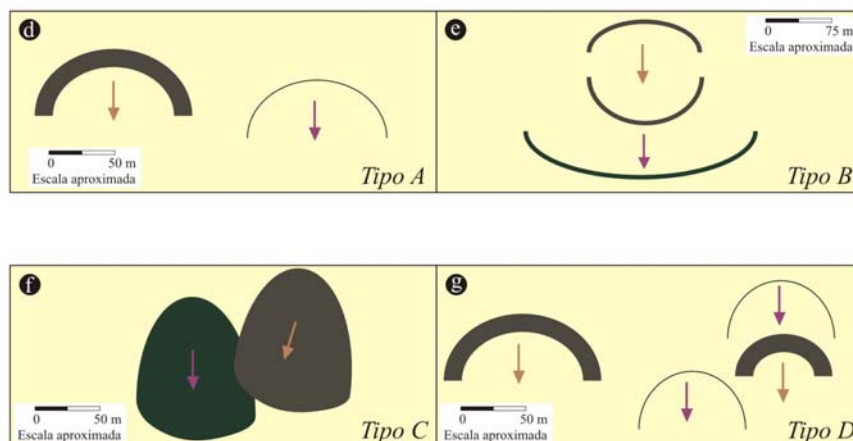 d
0 50 m
Escala aproximada
Tipo A
e
0 75 m
Escala aproximada
Tipo B
f
0 50 m
Escala aproximada
Tipo C
g
0 50 m
Escala aproximada
Tipo D